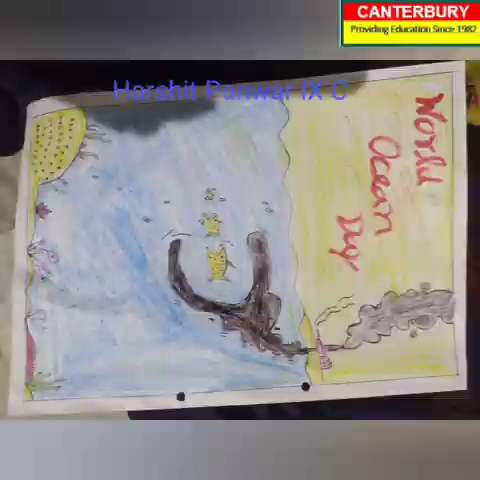 CANTERBURY
Providing Education Since 1982
Harshit Panwar IX C
World
Ocean
Day